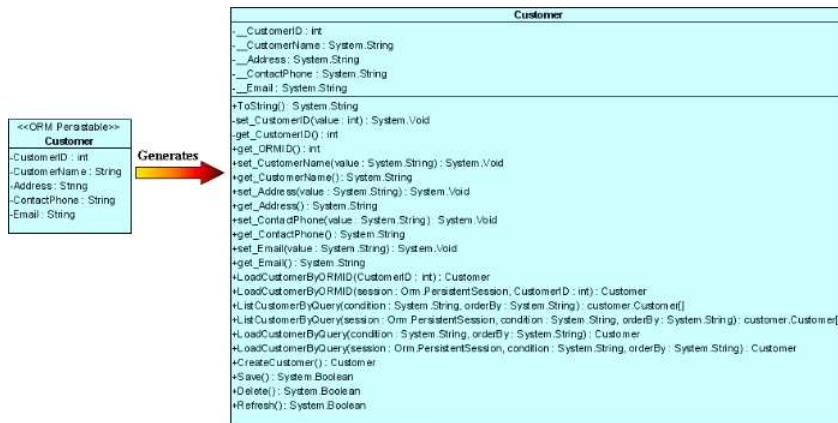 <<ORM Persistable>>
Customer
-CustomerID : int
-CustomerName : String
-Address : String
-ContactPhone : String
-Email : String
Generates
Customer
-__CustomerID : int
-__CustomerName : System.String
-__Address : System.String
-__ContactPhone : System.String
-__Email : System.String
+ToString() : System.String
-set_CustomerID(value : int) : System.Void
-get_CustomerID() : int
+get_ORMID() : int
+set_CustomerName(value : System.String) : System.Void
+get_CustomerName() : System.String
+set_Address(value : System.String) : System.Void
+get_Address() : System.String
+set_ContactPhone(value : System.String) : System.Void
+get_ContactPhone() : System.String
+set_Email(value : System.String) : System.Void
+get_Email() : System.String
+LoadCustomerByORMID(CustomerID : int) : Customer
+LoadCustomerByORMID(session : Orm.PersistentSession, CustomerID : int) : Customer
+ListCustomerByQuery(condition : System.String, orderBy : System.String) : customer.Customer[]
+ListCustomerByQuery(session : Orm.PersistentSession, condition : System.String, orderBy : System.String) : customer.Customer[
+LoadCustomerByQuery(condition : System.String, orderBy : System.String) : Customer
+LoadCustomerByQuery(session : Orm.PersistentSession, condition : System.String, orderBy : System.String) : Customer
+CreateCustomer() : Customer
+Save() : System.Boolean
+Delete() : System.Boolean
+Refresh() : System.Boolean